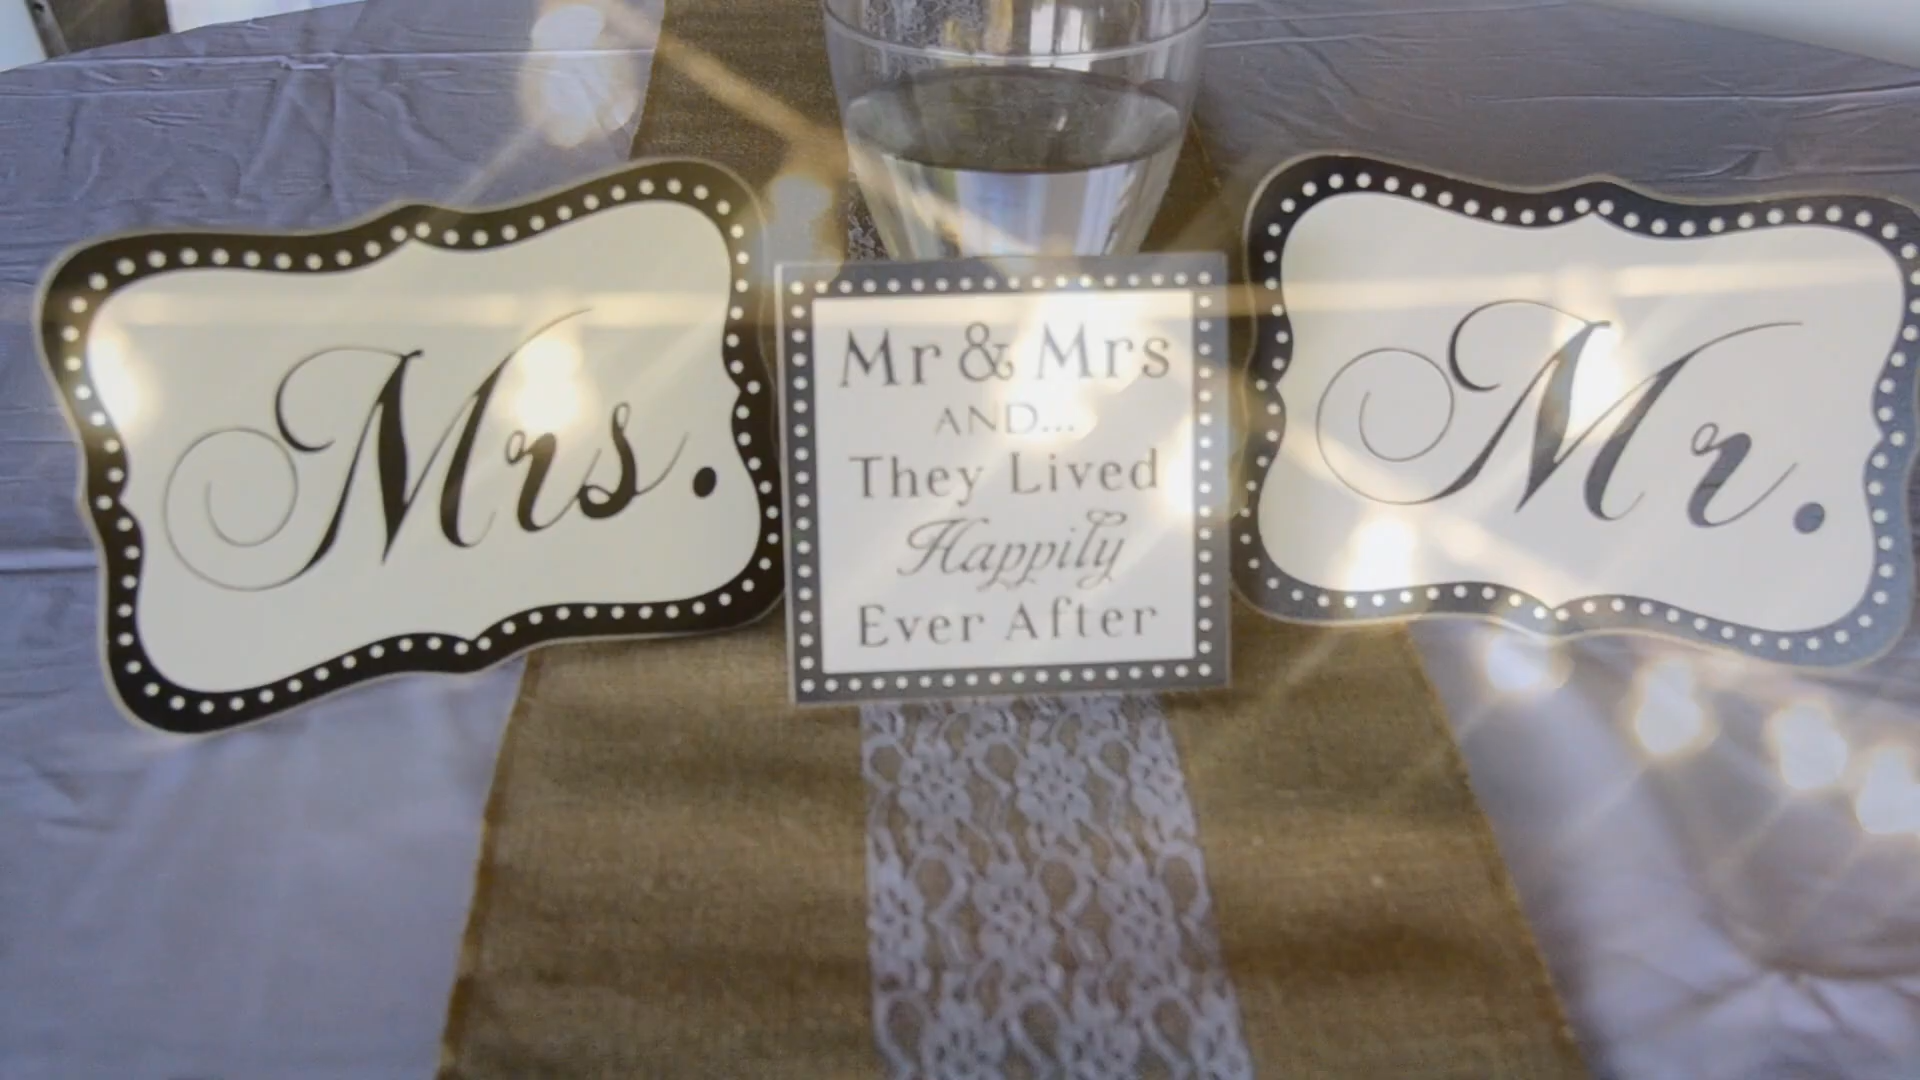 Mrs.
Mr & Mrs
AND...
They Lived
Happily
Ever After
Mr.